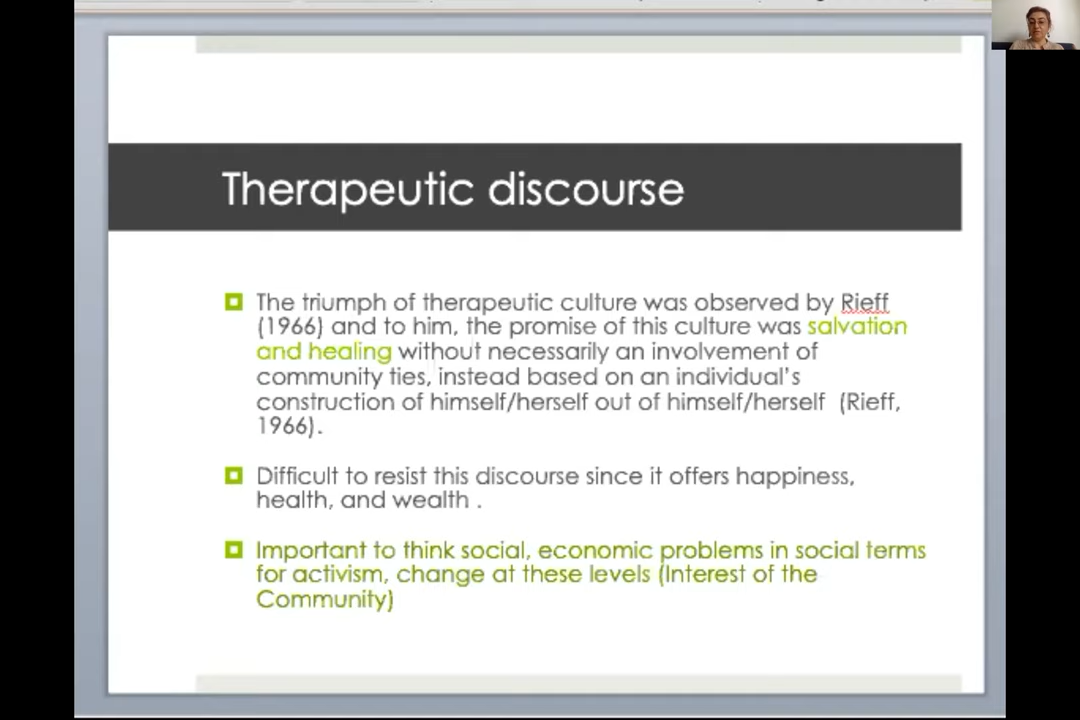 Therapeutic discourse
The triumph of therapeutic culture was observed by Rieff
(1966) and to him, the promise of this culture was salvation
and healing without necessarily an involvement of
community ties, instead based on an individual's
construction of himself/herself out of himself/herself (Rieff,
1966).
Difficult to resist this discourse since it offers happiness,
health, and wealth .
Important to think social, economic problems in social terms
for activism, change at these levels (Interest of the
Community)